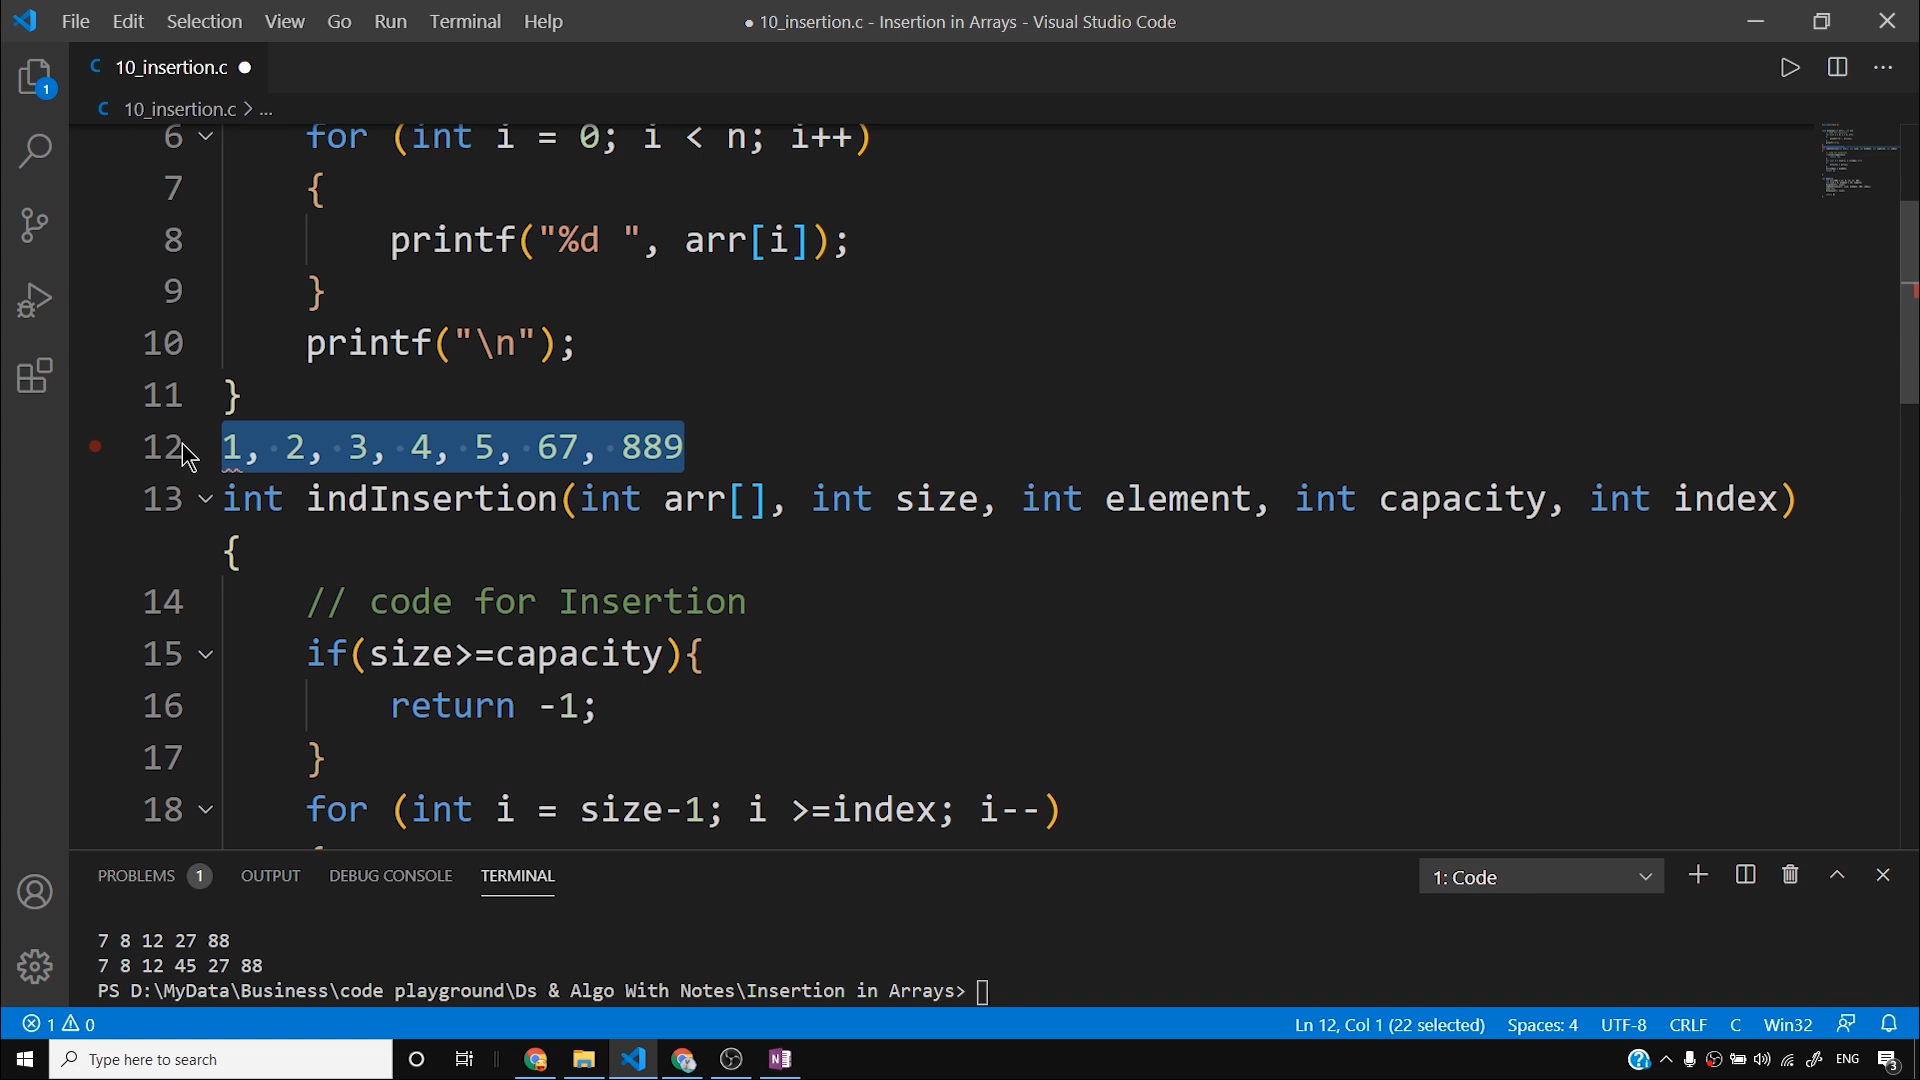 File Edit Selection View Go Run Terminal Help ● 10_insertion.c - Insertion in Arrays - Visual Studio Code
C 10_insertion.c ●
1
C 10_insertion.c > ...
6 for (int i = 0; i < n; i++)
7 {
8 printf("%d ", arr[i]);
9 }
10 printf("\n");
11 }
12 1, 2, 3, 4, 5, 67, 889
13 int indInsertion(int arr[], int size, int element, int capacity, int index)
{
14 // code for Insertion
15 if(size>=capacity){
16 return -1;
17 }
18 for (int i = size-1; i >=index; i--)
PROBLEMS 1 OUTPUT DEBUG CONSOLE TERMINAL 1: Code
7 8 12 27 88
7 8 12 45 27 88
PS D:\MyData\Business\code playground\Ds & Algo With Notes\Insertion in Arrays>
1 0 Ln 12, Col 1 (22 selected) Spaces: 4 UTF-8 CRLF C Win32
Type here to search ENG 3